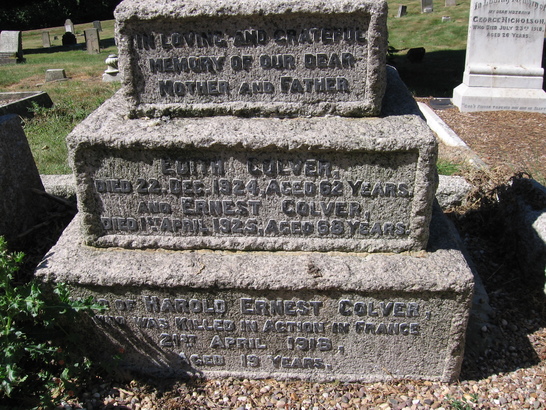 In Loving and Grateful
Memory of our Dear
Mother and Father
Edith Colver,
Died 22. Dec. 1924, Aged 62 Years.
and Ernest Colver,
Died 1st April 1925, Aged 68 Years.
of Harold Ernest Colver,
was killed in action in France
21st April 1918,
Aged 19 Years.
George Nicholson,